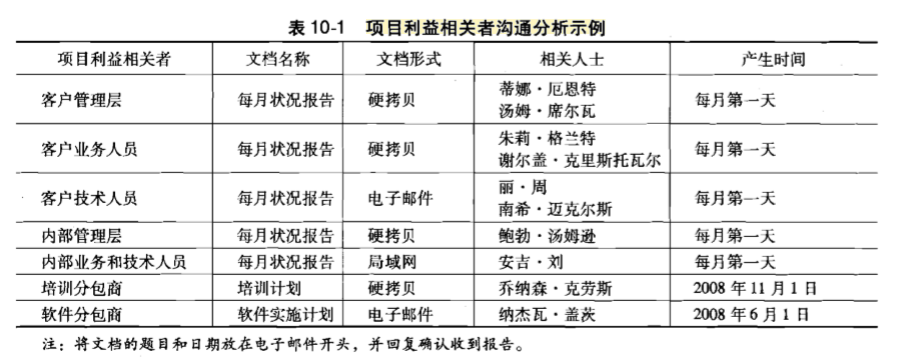 表 10-1 项目利益相关者沟通分析示例
项目利益相关者 文档名称 文档形式 相关人士 产生时间
客户管理层 每月状况报告 硬拷贝 蒂娜·厄恩特 每月第一天
汤姆·席尔瓦
客户业务人员 每月状况报告 硬拷贝 朱莉·格兰特 每月第一天
谢尔盖·克里斯托瓦尔
客户技术人员 每月状况报告 电子邮件 丽·周 每月第一天
南希·迈克尔斯
内部管理层 每月状况报告 硬拷贝 鲍勃·汤姆逊 每月第一天
内部业务和技术人员 每月状况报告 局域网 安吉·刘 每月第一天
培训分包商 培训计划 硬拷贝 乔纳森·克劳斯 2008 年 11 月 1 日
软件分包商 软件实施计划 电子邮件 纳杰瓦·盖茨 2008 年 6 月 1 日
注：将文档的题目和日期放在电子邮件开头，并回复确认收到报告。